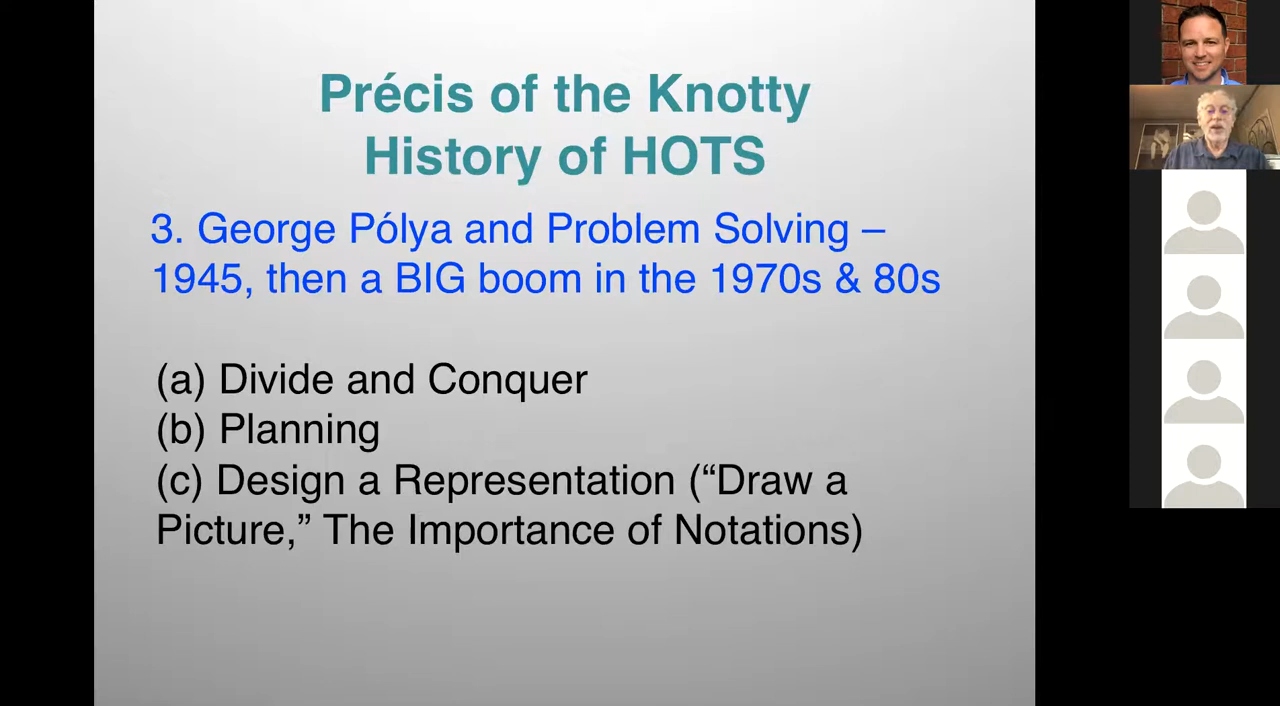 Précis of the Knotty
History of HOTS
3. George Pólya and Problem Solving –
1945, then a BIG boom in the 1970s & 80s
(a) Divide and Conquer
(b) Planning
(c) Design a Representation (“Draw a
Picture,” The Importance of Notations)